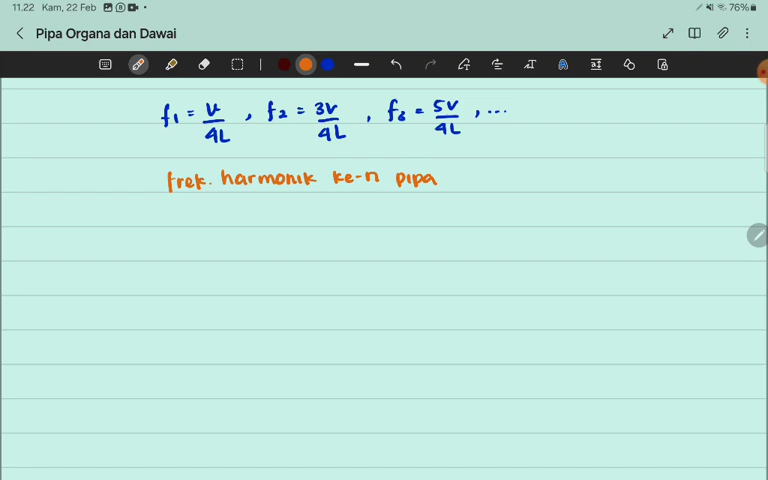 11.22 Kam, 22 Feb 76%
Pipa Organa dan Dawai
f1 = v/4L , f2 = 3v/4L , f3 = 5v/4L , ...
frek. harmonik ke-n pipa